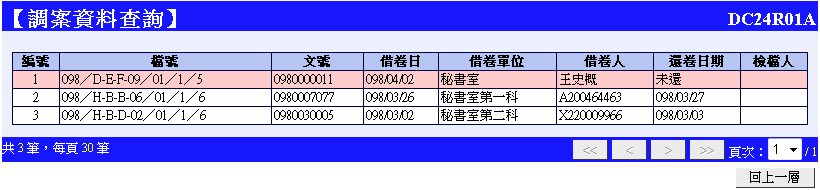 【調案資料查詢】 DC24R01A
編號 檔號 文號 借卷日 借卷單位 借卷人 還卷日期 檢檔人
1 098／D-E-F-09／01／1／5 0980000011 098/04/02 秘書室 王史概 未還
2 098／H-B-B-06／01／1／6 0980007077 098/03/26 秘書室第一科 A200464463 098/03/27
3 098／H-B-D-02／01／1／6 0980030005 098/03/02 秘書室第二科 X220009966 098/03/03
共 3 筆，每頁 30 筆 << < > >> 頁次： 1 / 1
回上一層